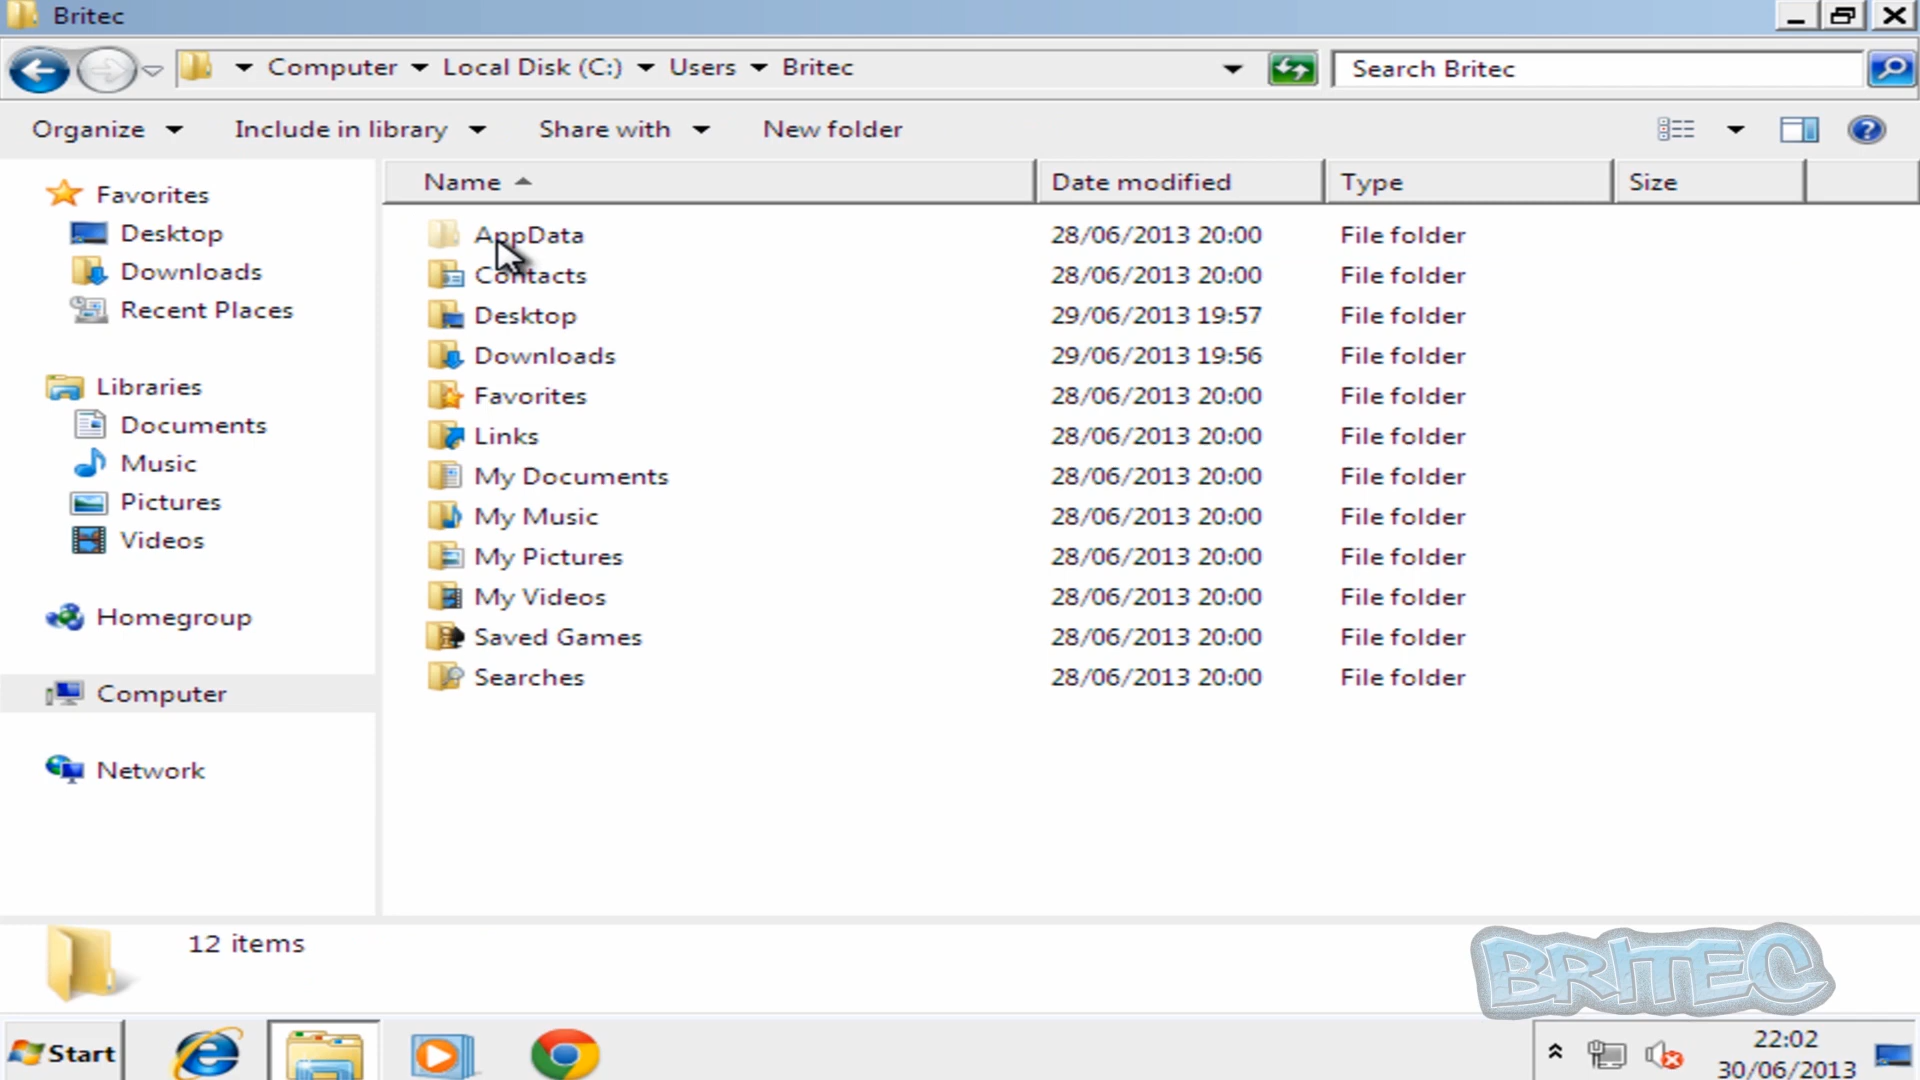 Britec
Computer Local Disk (C:) Users Britec Search Britec
Organize Include in library Share with New folder
Name Date modified Type Size
Favorites
Desktop
Downloads
Recent Places
Libraries
Documents
Music
Pictures
Videos
Homegroup
Computer
Network
AppData 28/06/2013 20:00 File folder
Contacts 28/06/2013 20:00 File folder
Desktop 29/06/2013 19:57 File folder
Downloads 29/06/2013 19:56 File folder
Favorites 28/06/2013 20:00 File folder
Links 28/06/2013 20:00 File folder
My Documents 28/06/2013 20:00 File folder
My Music 28/06/2013 20:00 File folder
My Pictures 28/06/2013 20:00 File folder
My Videos 28/06/2013 20:00 File folder
Saved Games 28/06/2013 20:00 File folder
Searches 28/06/2013 20:00 File folder
12 items
BRITEC
Start 22:02
30/06/2013